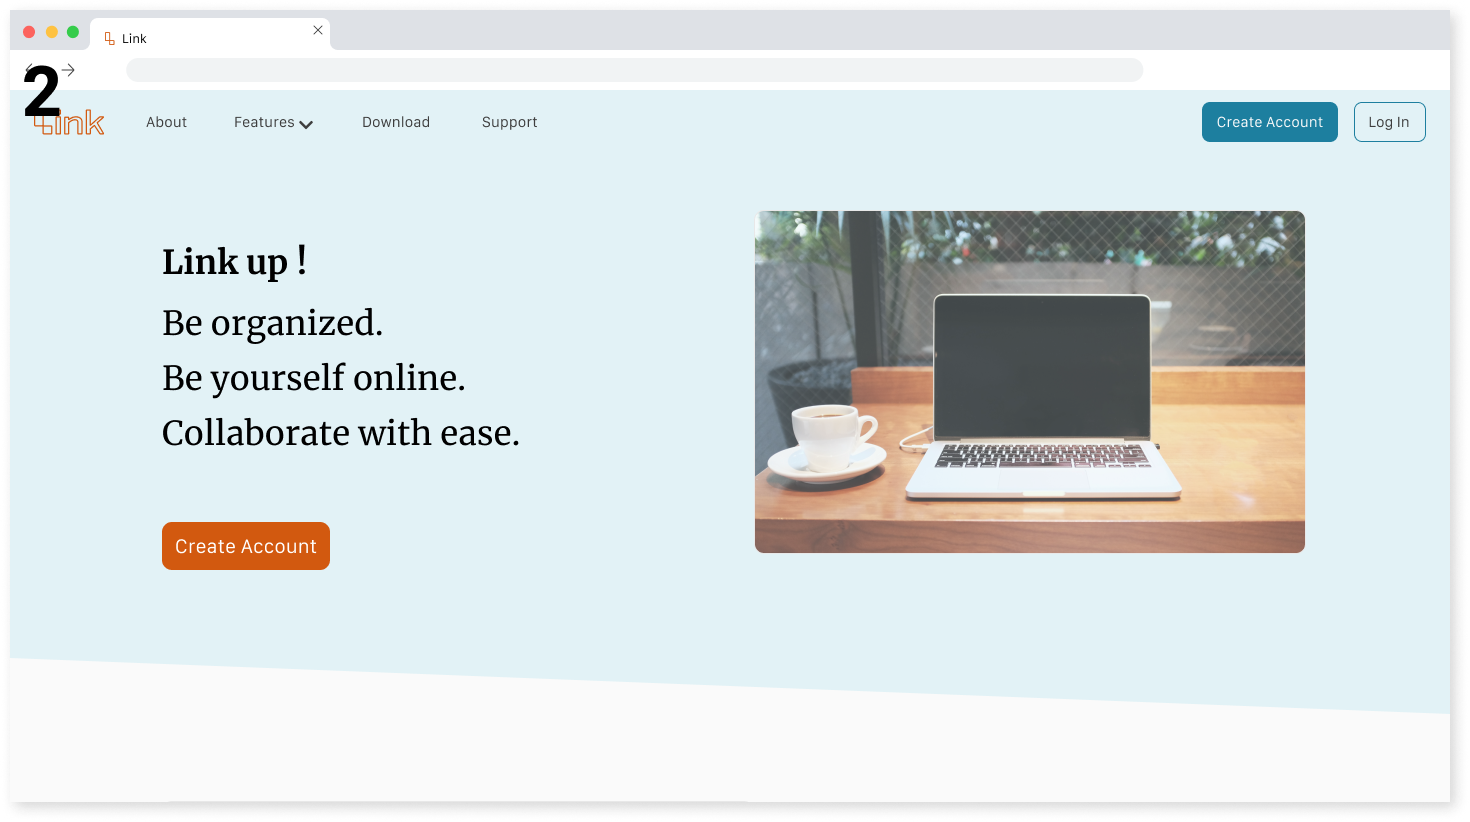 Link
2
Link
About
Features
Download
Support
Create Account
Log In
Link up !
Be organized.
Be yourself online.
Collaborate with ease.
Create Account